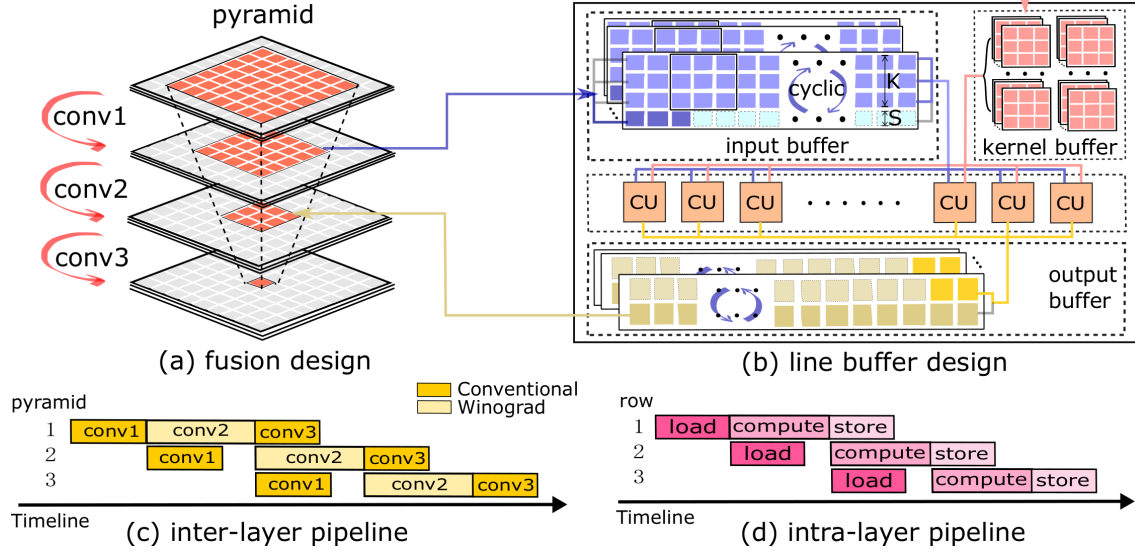 pyramid
conv1
conv2
conv3
(a) fusion design
cyclic
K
S
input buffer
kernel buffer
CU CU CU CU CU CU
output
buffer
(b) line buffer design
Conventional
Winograd
pyramid
1 conv1 conv2 conv3
2 conv1 conv2 conv3
3 conv1 conv2 conv3
Timeline
(c) inter-layer pipeline
row
1 load compute store
2 load compute store
3 load compute store
Timeline
(d) intra-layer pipeline